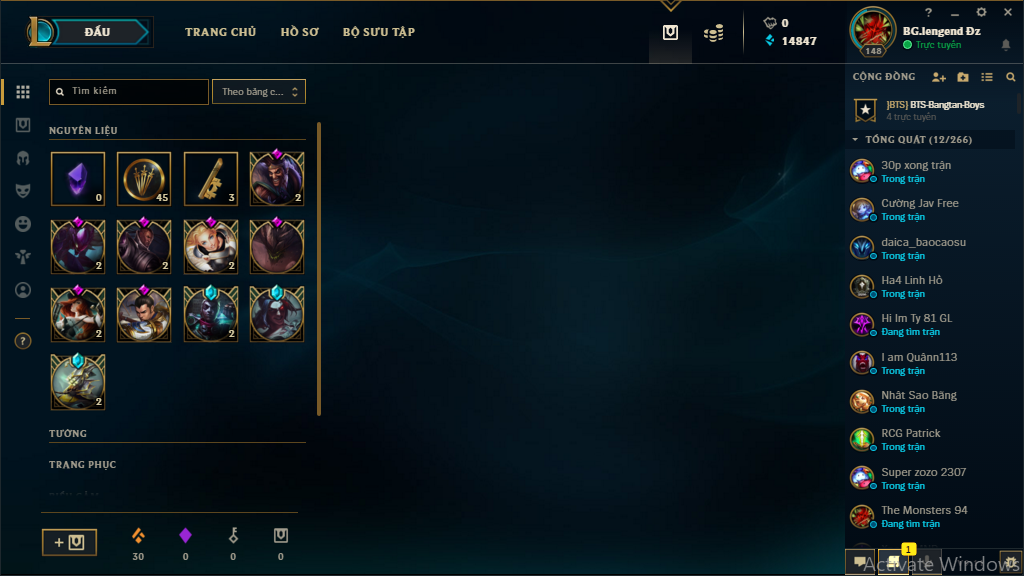 ĐẤU
TRANG CHỦ
HỒ SƠ
BỘ SƯU TẬP
0
14847
148
BG.lengend Đz
Trực tuyến
Tìm kiếm
Theo bảng c...
NGUYÊN LIỆU
0
45
3
2
2
2
2
2
2
2
TƯỚNG
TRANG PHỤC
30
0
0
0
CỘNG ĐỒNG
]BTS} BTS-Bangtan-Boys
4 trực tuyến
TỔNG QUÁT (12/266)
30p xong trận
Trong trận
Cường Jav Free
Trong trận
daica_baocaosu
Trong trận
Ha4 Linh Hồ
Trong trận
Hi Im Ty 81 GL
Đang tìm trận
I am Quânn113
Trong trận
Nhât Sao Băng
Trong trận
RCG Patrick
Trong trận
Super zozo 2307
Trong trận
The Monsters 94
Đang tìm trận
1
Activate Windows